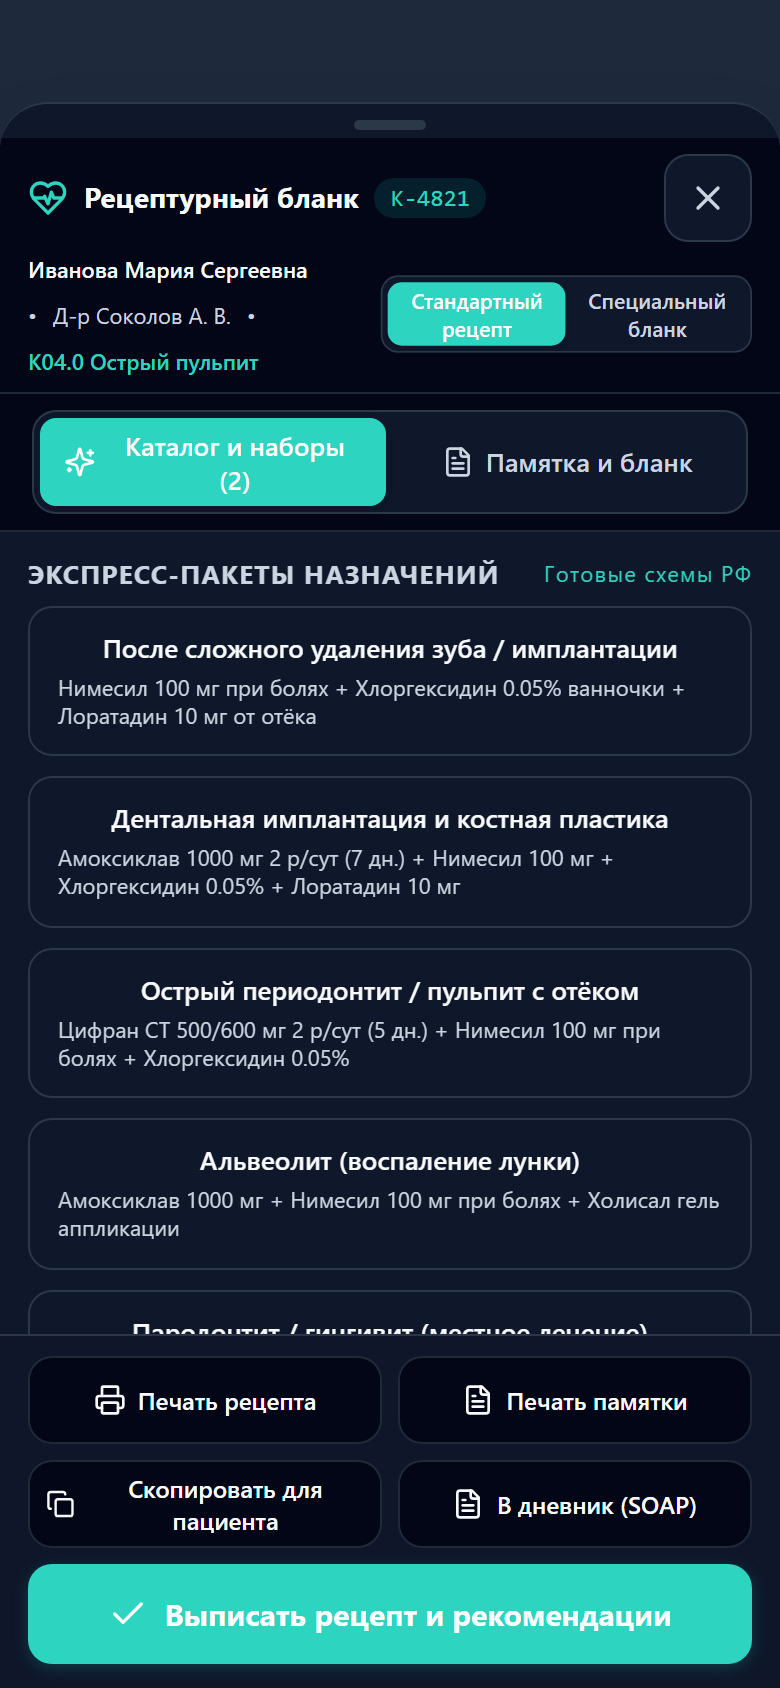 Рецептурный бланк
К-4821
Иванова Мария Сергеевна
• Д-р Соколов А. В. •
К04.0 Острый пульпит
Стандартный
рецепт
Специальный
бланк
Каталог и наборы
(2)
Памятка и бланк
ЭКСПРЕСС-ПАКЕТЫ НАЗНАЧЕНИЙ
Готовые схемы РФ
После сложного удаления зуба / имплантации
Нимесил 100 мг при болях + Хлоргексидин 0.05% ванночки +
Лоратадин 10 мг от отёка
Дентальная имплантация и костная пластика
Амоксиклав 1000 мг 2 р/сут (7 дн.) + Нимесил 100 мг +
Хлоргексидин 0.05% + Лоратадин 10 мг
Острый периодонтит / пульпит с отёком
Цифран СТ 500/600 мг 2 р/сут (5 дн.) + Нимесил 100 мг при
болях + Хлоргексидин 0.05%
Альвеолит (воспаление лунки)
Амоксиклав 1000 мг + Нимесил 100 мг при болях + Холисал гель
аппликации
Пародонтит / гингивит (местное лечение)
Печать рецепта
Печать памятки
Скопировать для
пациента
В дневник (SOAP)
Выписать рецепт и рекомендации